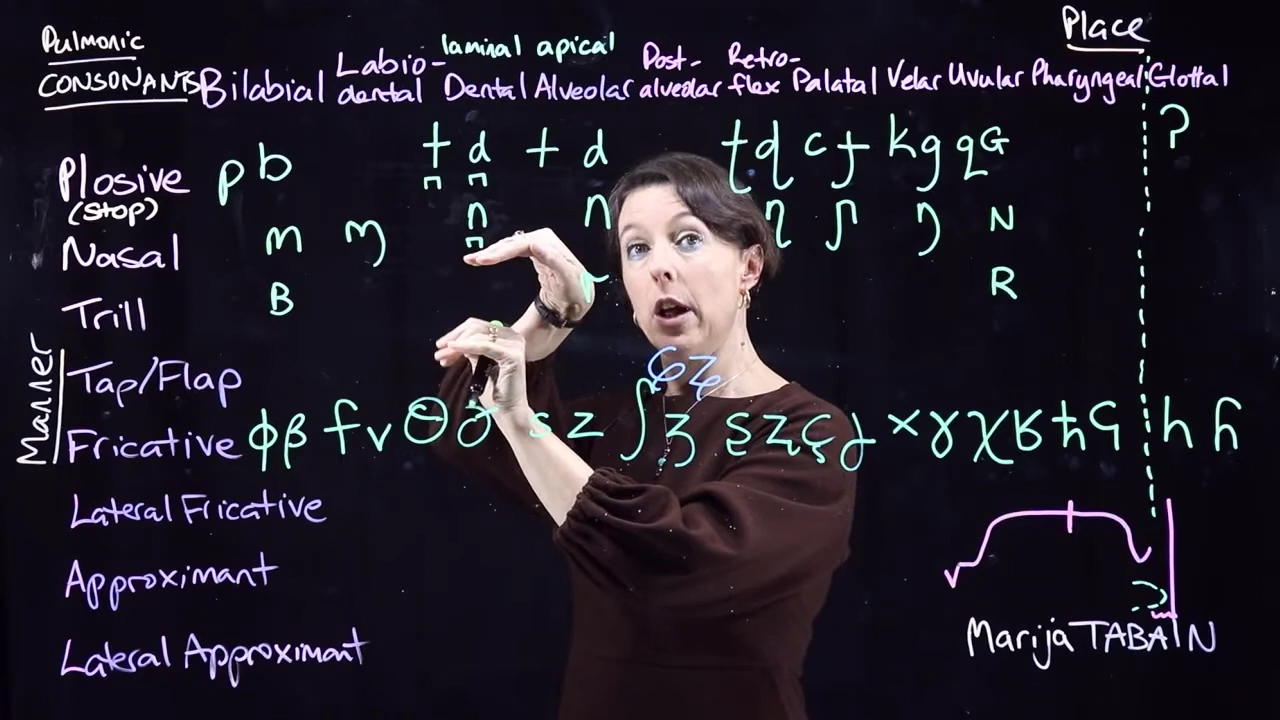 Pulmonic
CONSONANTS
Place
laminal apical
Bilabial Labio-dental Dental Alveolar Post-alveolar Retro-flex Palatal Velar Uvular Pharyngeal Glottal
Manner
Plosive p b t̪ d̪ t d ʈ ɖ c ɟ k g q ɢ ʔ
(stop)
Nasal m ɱ n̪ n ɳ ɲ ŋ ɴ
Trill ʙ r ʀ
Tap/Flap
ɕ ʑ
Fricative ɸ β f v θ ð s z ʃ ʒ ʂ ʐ ç ʝ x ɣ χ ʁ ħ ʕ h ɦ
Lateral Fricative
Approximant
Lateral Approximant
Marija TABAIN